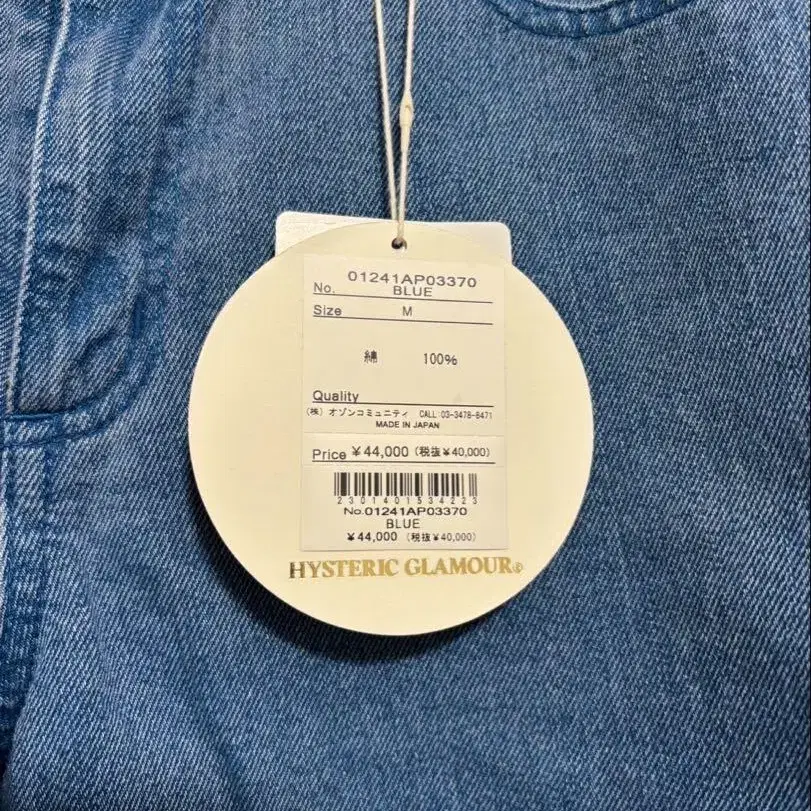 01241AP03370
No. BLUE
Size M
綿 100%
Quality
(株) オゾンコミュニティ CALL:03-3478-8471
MADE IN JAPAN
Price ¥44,000 (税抜¥40,000)
2301401534223
No.01241AP03370
BLUE
¥44,000 (税抜¥40,000)
HYSTERIC GLAMOUR®